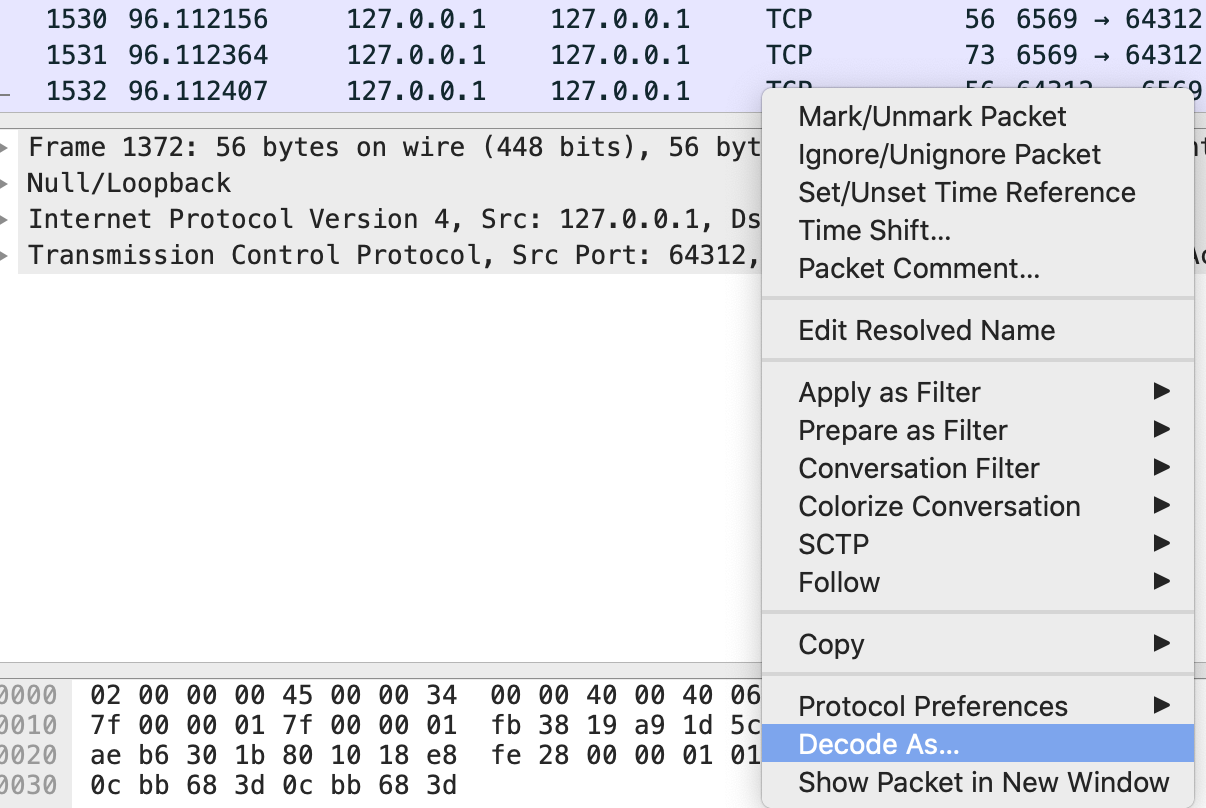 1530 96.112156 127.0.0.1 127.0.0.1 TCP 56 6569 → 64312
1531 96.112364 127.0.0.1 127.0.0.1 TCP 73 6569 → 64312
1532 96.112407 127.0.0.1 127.0.0.1 TCP 56 64312 6569
Frame 1372: 56 bytes on wire (448 bits), 56 byt
Null/Loopback
Internet Protocol Version 4, Src: 127.0.0.1, Ds
Transmission Control Protocol, Src Port: 64312,
0000 02 00 00 00 45 00 00 34 00 00 40 00 40 06
0010 7f 00 00 01 7f 00 00 01 fb 38 19 a9 1d 5c
0020 ae b6 30 1b 80 10 18 e8 fe 28 00 00 01 01
0030 0c bb 68 3d 0c bb 68 3d
Mark/Unmark Packet
Ignore/Unignore Packet
Set/Unset Time Reference
Time Shift...
Packet Comment...
Edit Resolved Name
Apply as Filter
Prepare as Filter
Conversation Filter
Colorize Conversation
SCTP
Follow
Copy
Protocol Preferences
Decode As...
Show Packet in New Window